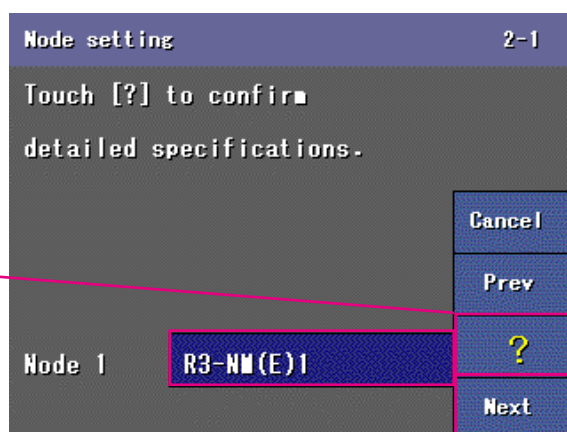 Node setting 2-1
Touch [?] to confirm
detailed specifications.
Cancel
Prev
?
Node 1 R3-NM(E)1
Next